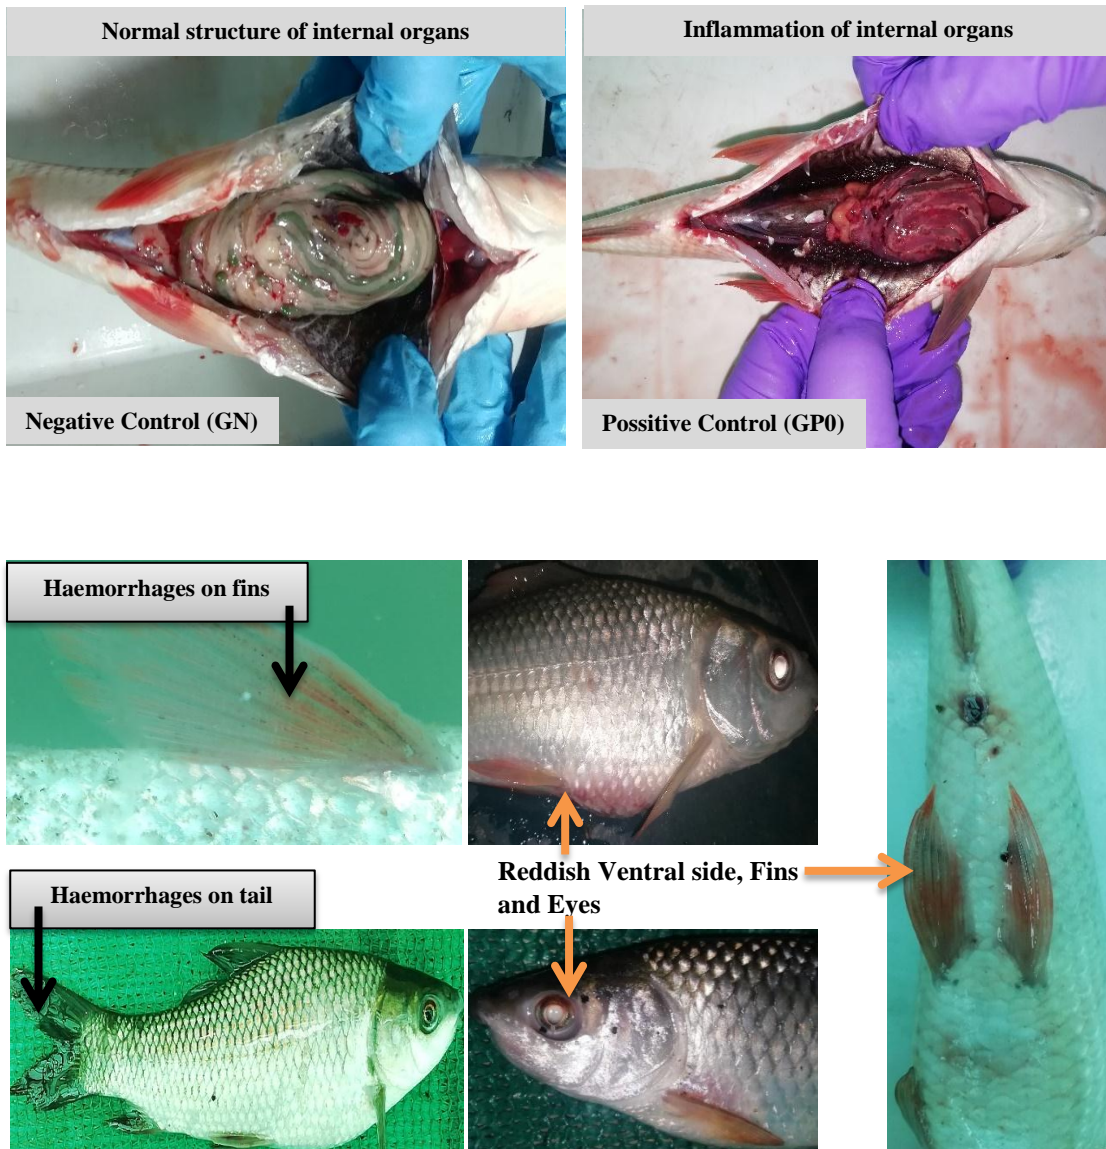 Normal structure of internal organs
Inflammation of internal organs
Negative Control (GN)
Possitive Control (GP0)
Haemorrhages on fins
Reddish Ventral side, Fins
and Eyes
Haemorrhages on tail